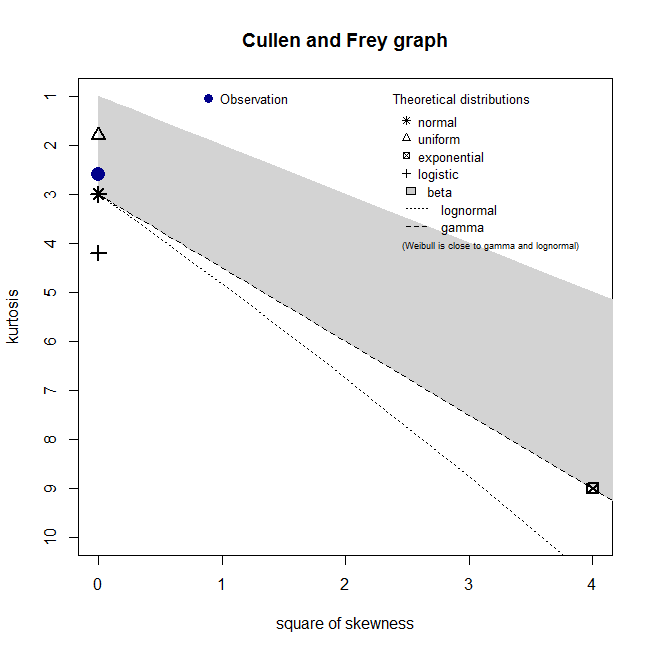 Cullen and Frey graph
Observation
Theoretical distributions
normal
uniform
exponential
logistic
beta
lognormal
gamma
(Weibull is close to gamma and lognormal)
kurtosis
1
2
3
4
5
6
7
8
9
10
0 1 2 3 4
square of skewness